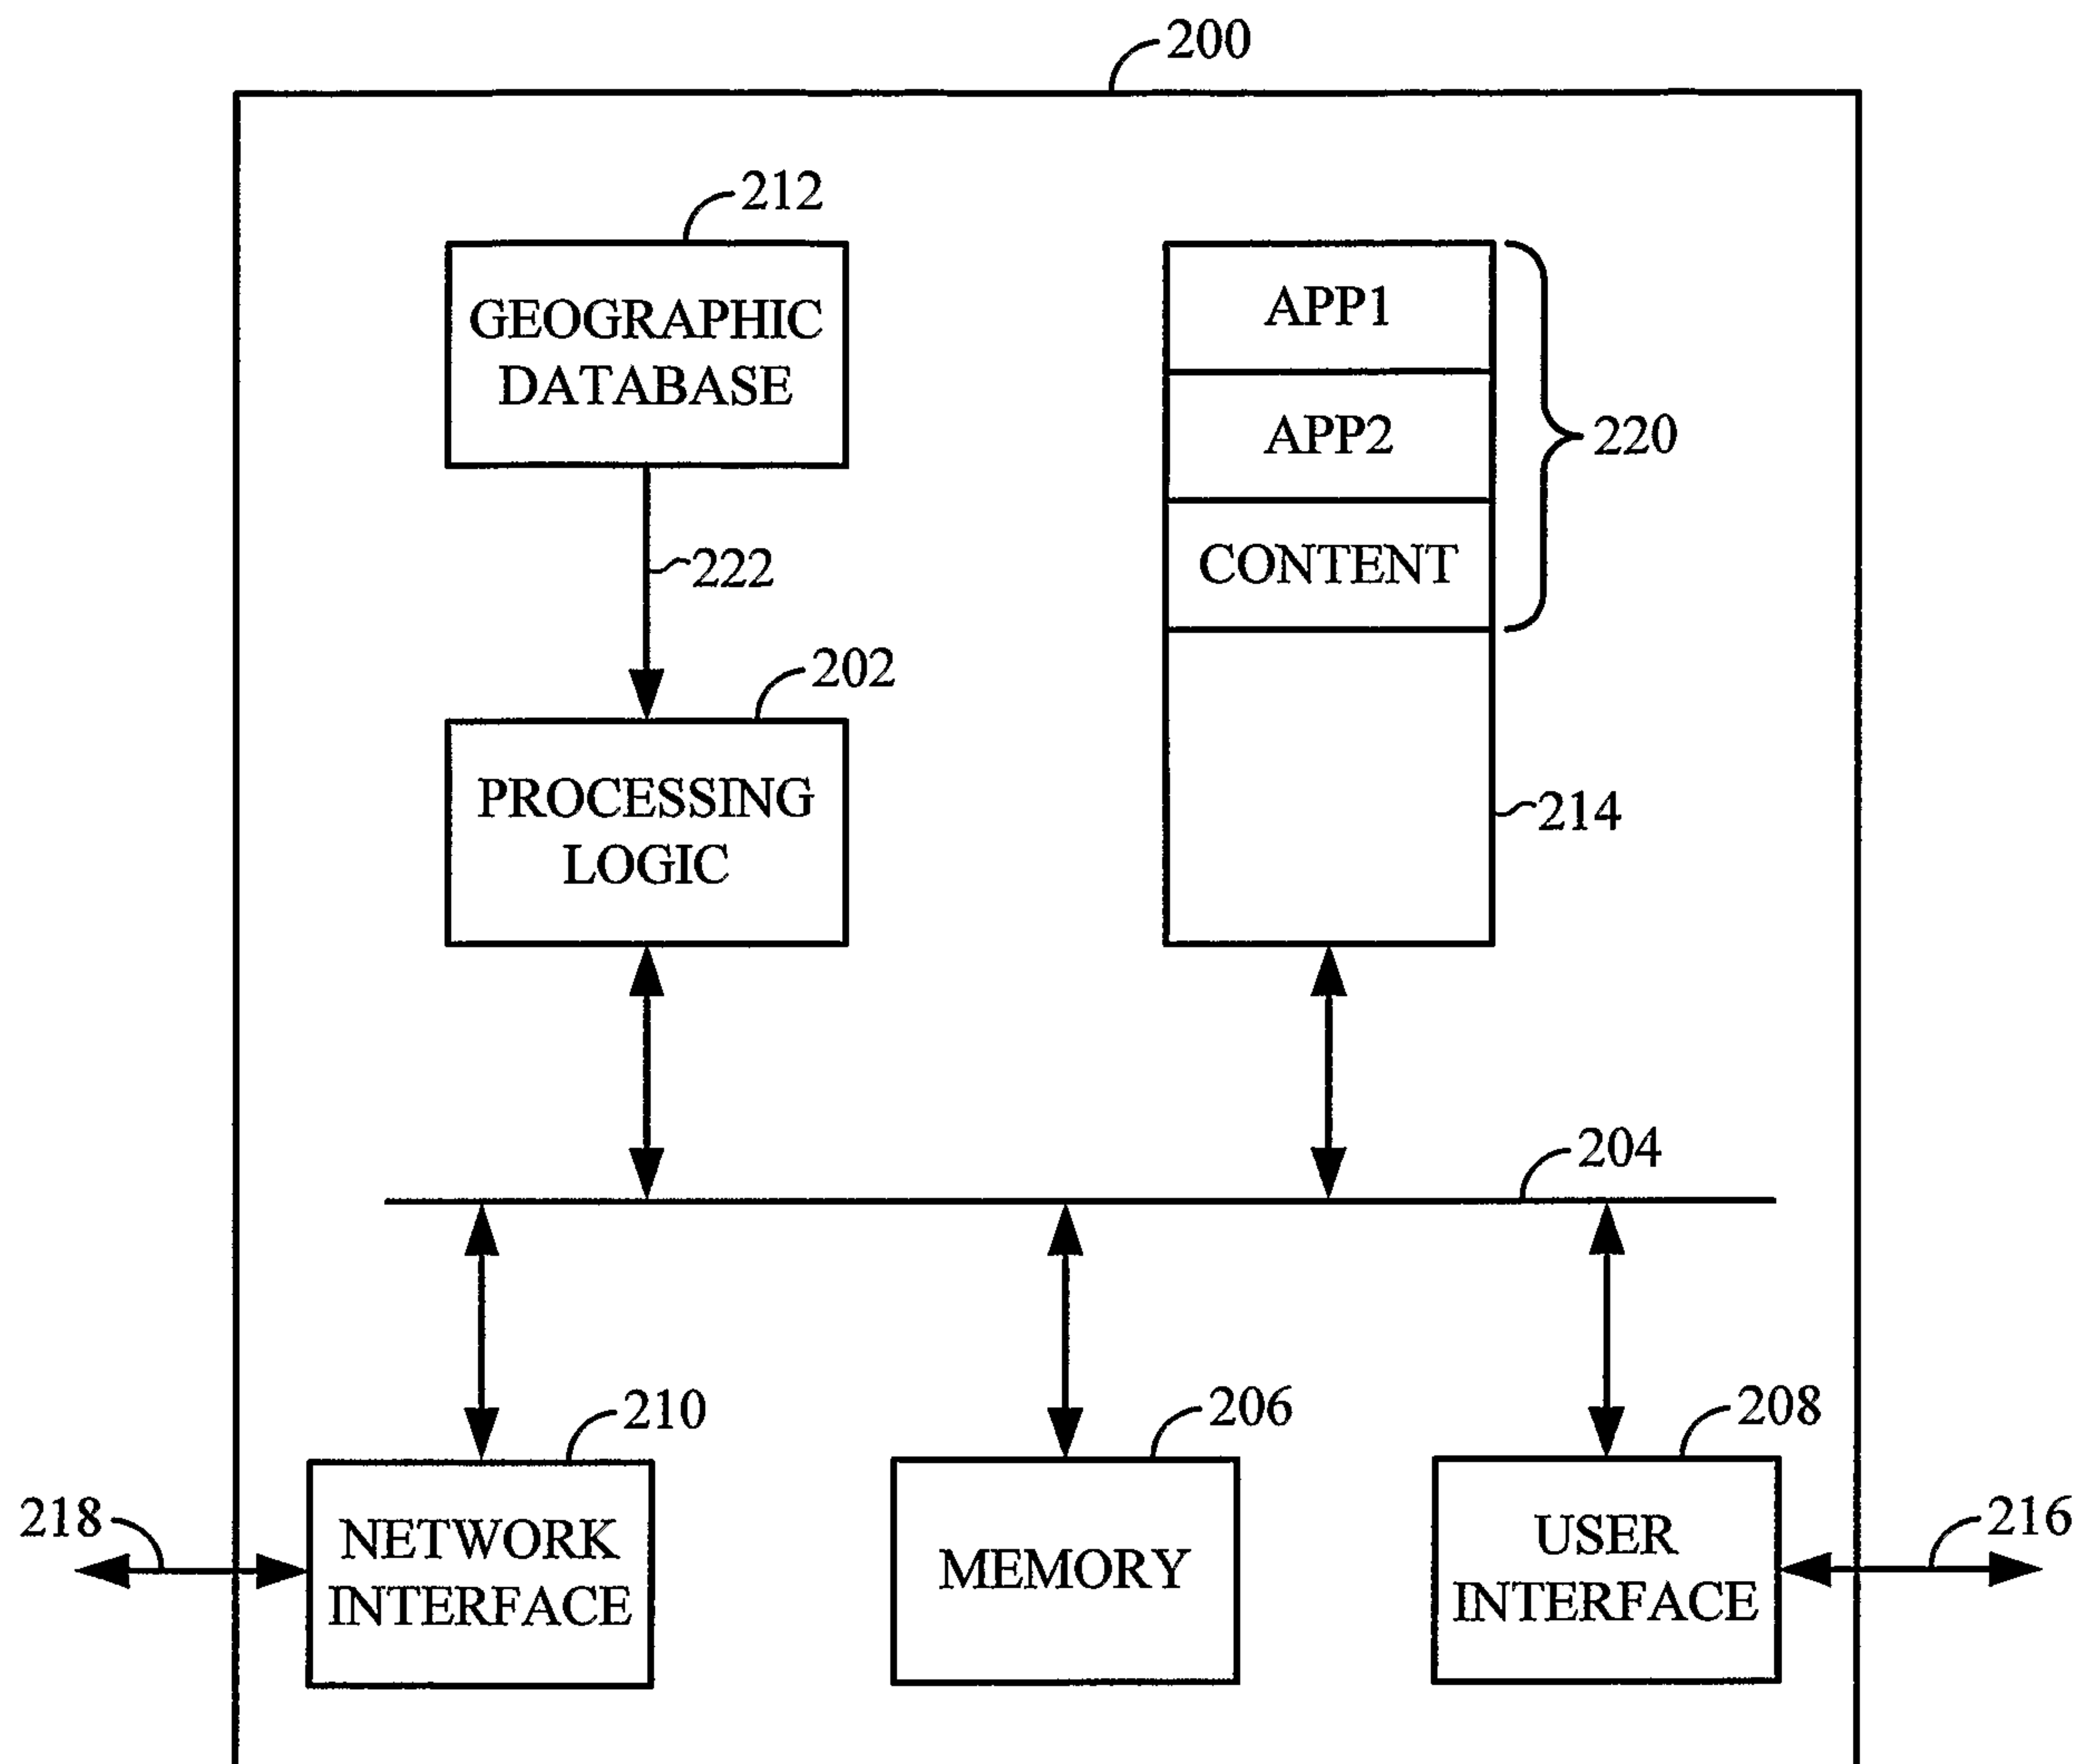 200
212
GEOGRAPHIC
DATABASE
APP1
APP2
220
CONTENT
222
202
PROCESSING
LOGIC
214
204
210
206
208
218
NETWORK
INTERFACE
MEMORY
USER
INTERFACE
216